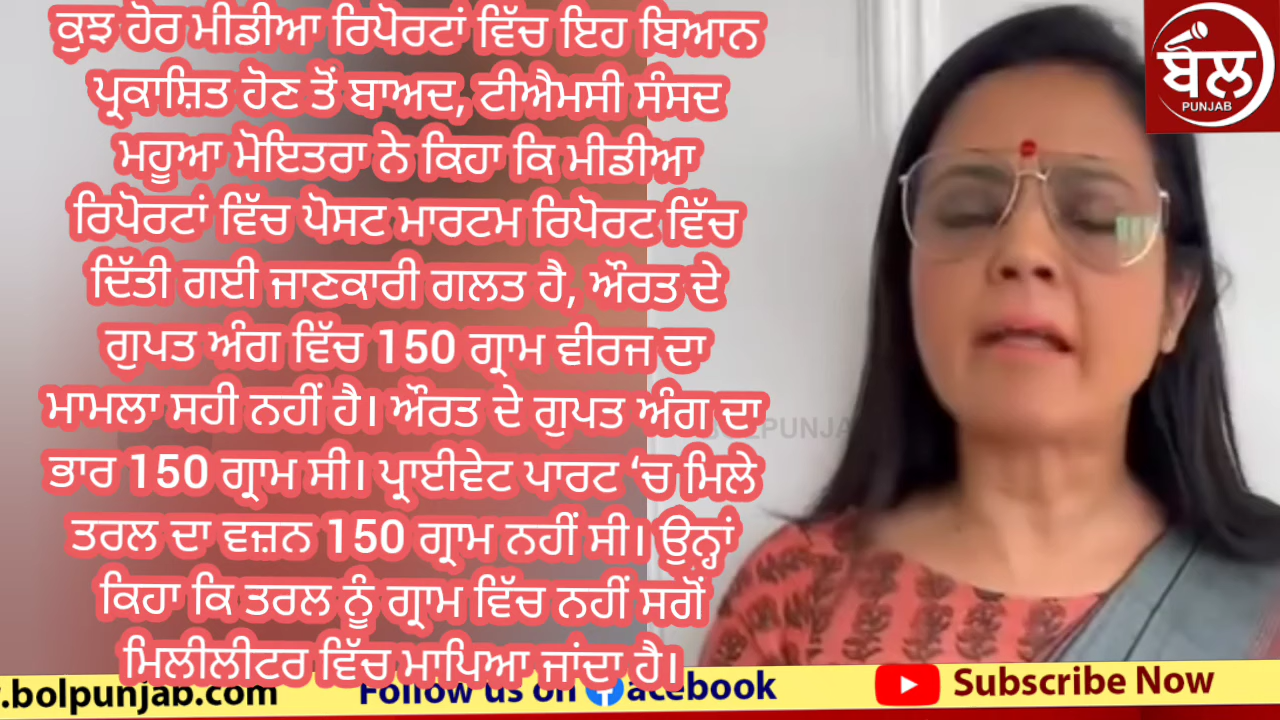 ਕੁਝ ਹੋਰ ਮੀਡੀਆ ਰਿਪੋਰਟਾਂ ਵਿੱਚ ਇਹ ਬਿਆਨ
ਪ੍ਰਕਾਸ਼ਿਤ ਹੋਣ ਤੋਂ ਬਾਅਦ, ਟੀਐਮਸੀ ਸੰਸਦ
ਮਹੂਆ ਮੋਇਤਰਾ ਨੇ ਕਿਹਾ ਕਿ ਮੀਡੀਆ
ਰਿਪੋਰਟਾਂ ਵਿੱਚ ਪੋਸਟ ਮਾਰਟਮ ਰਿਪੋਰਟ ਵਿੱਚ
ਦਿੱਤੀ ਗਈ ਜਾਣਕਾਰੀ ਗਲਤ ਹੈ, ਔਰਤ ਦੇ
ਗੁਪਤ ਅੰਗ ਵਿੱਚ 150 ਗ੍ਰਾਮ ਵੀਰਜ ਦਾ
ਮਾਮਲਾ ਸਹੀ ਨਹੀਂ ਹੈ। ਔਰਤ ਦੇ ਗੁਪਤ ਅੰਗ ਦਾ
ਭਾਰ 150 ਗ੍ਰਾਮ ਸੀ। ਪ੍ਰਾਈਵੇਟ ਪਾਰਟ ‘ਚ ਮਿਲੇ
ਤਰਲ ਦਾ ਵਜ਼ਨ 150 ਗ੍ਰਾਮ ਨਹੀਂ ਸੀ। ਉਨ੍ਹਾਂ
ਕਿਹਾ ਕਿ ਤਰਲ ਨੂੰ ਗ੍ਰਾਮ ਵਿੱਚ ਨਹੀਂ ਸਗੋਂ
ਮਿਲੀਲੀਟਰ ਵਿੱਚ ਮਾਪਿਆ ਜਾਂਦਾ ਹੈ।
ਬੋਲ
PUNJAB
.bolpunjab.com Follow us on facebook Subscribe Now